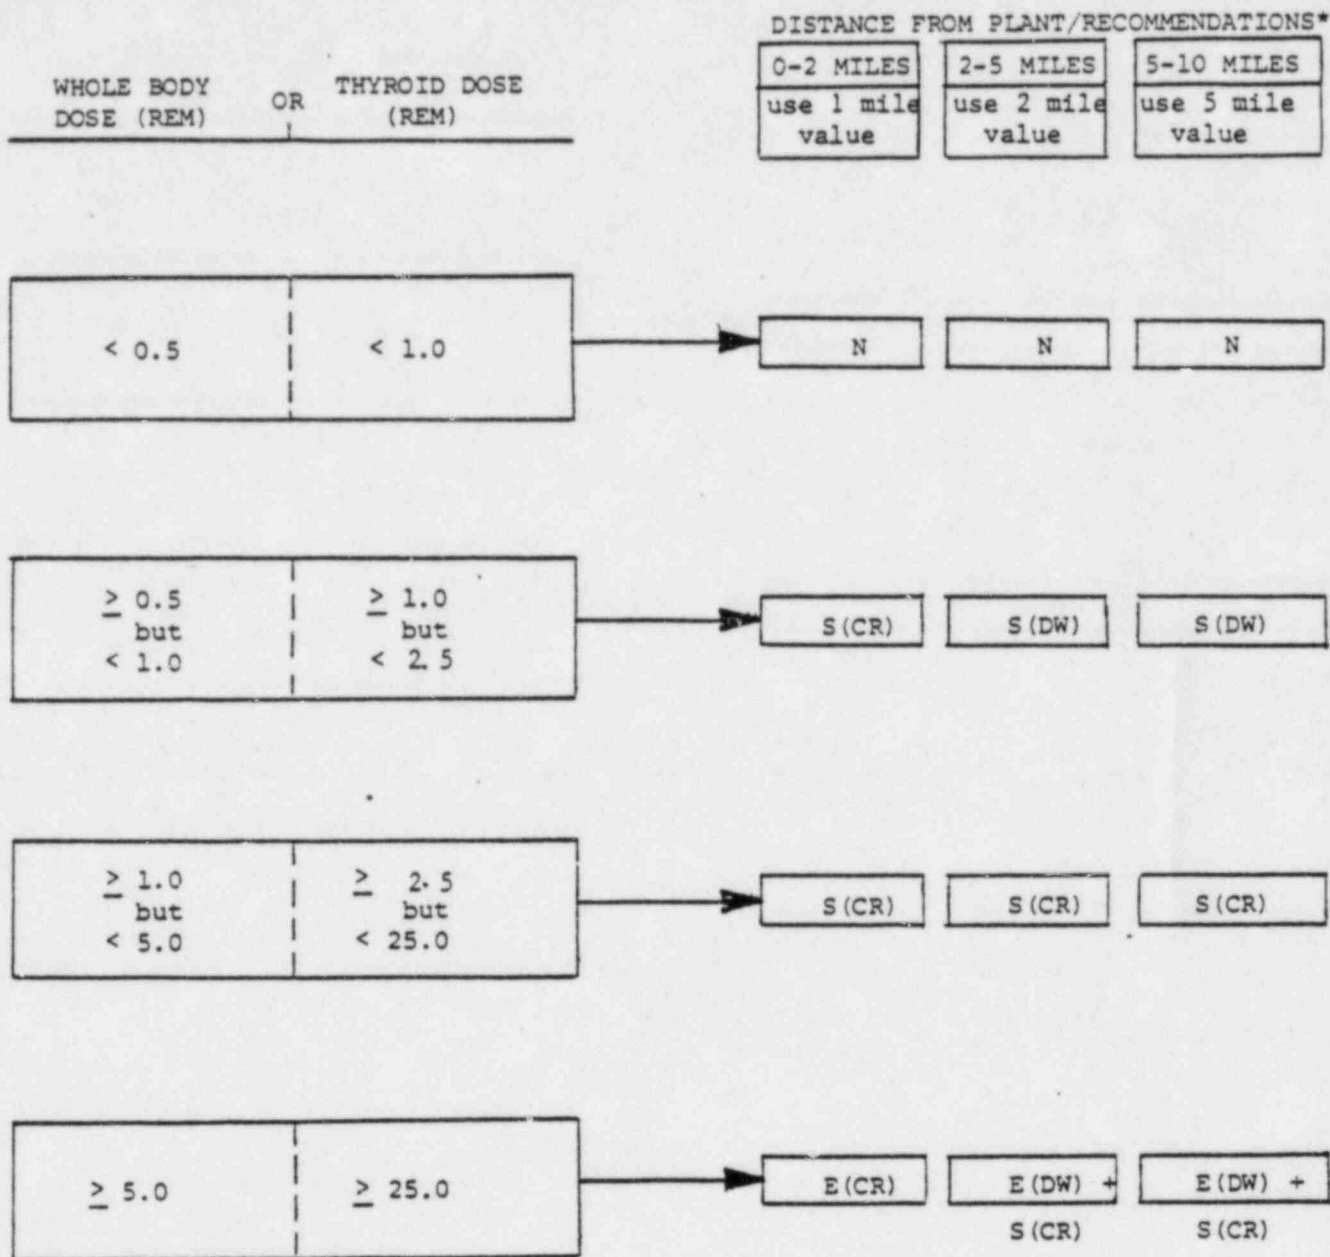 DISTANCE FROM PLANT/RECOMMENDATIONS*
WHOLE BODY DOSE (REM) OR THYROID DOSE (REM)
0-2 MILES 2-5 MILES 5-10 MILES
use 1 mile value use 2 mile value use 5 mile value
< 0.5 < 1.0 N N N
≥ 0.5 ≥ 1.0
but but
< 1.0 < 2.5
S(CR) S(DW) S(DW)
≥ 1.0 ≥ 2.5
but but
< 5.0 < 25.0
S(CR) S(CR) S(CR)
≥ 5.0 ≥ 25.0 E(CR) E(DW) + E(DW) +
S(CR) S(CR)